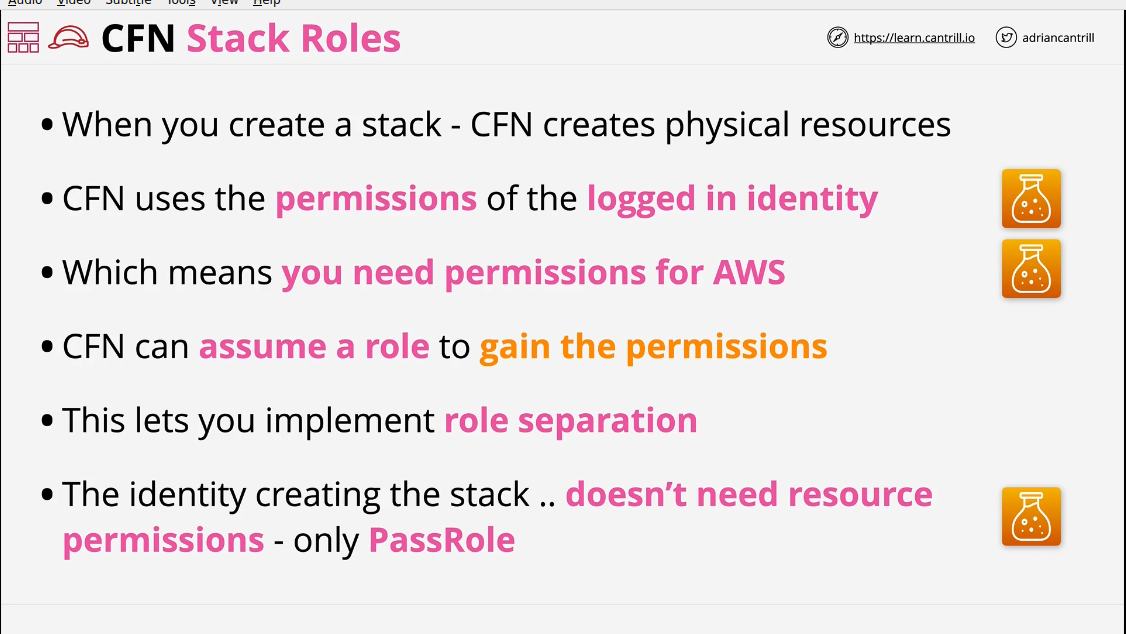 Audio Video Subtitle Tools View Help
CFN Stack Roles
https://learn.cantrill.io
adriancantrill
• When you create a stack - CFN creates physical resources
• CFN uses the permissions of the logged in identity
• Which means you need permissions for AWS
• CFN can assume a role to gain the permissions
• This lets you implement role separation
• The identity creating the stack .. doesn’t need resource
permissions - only PassRole